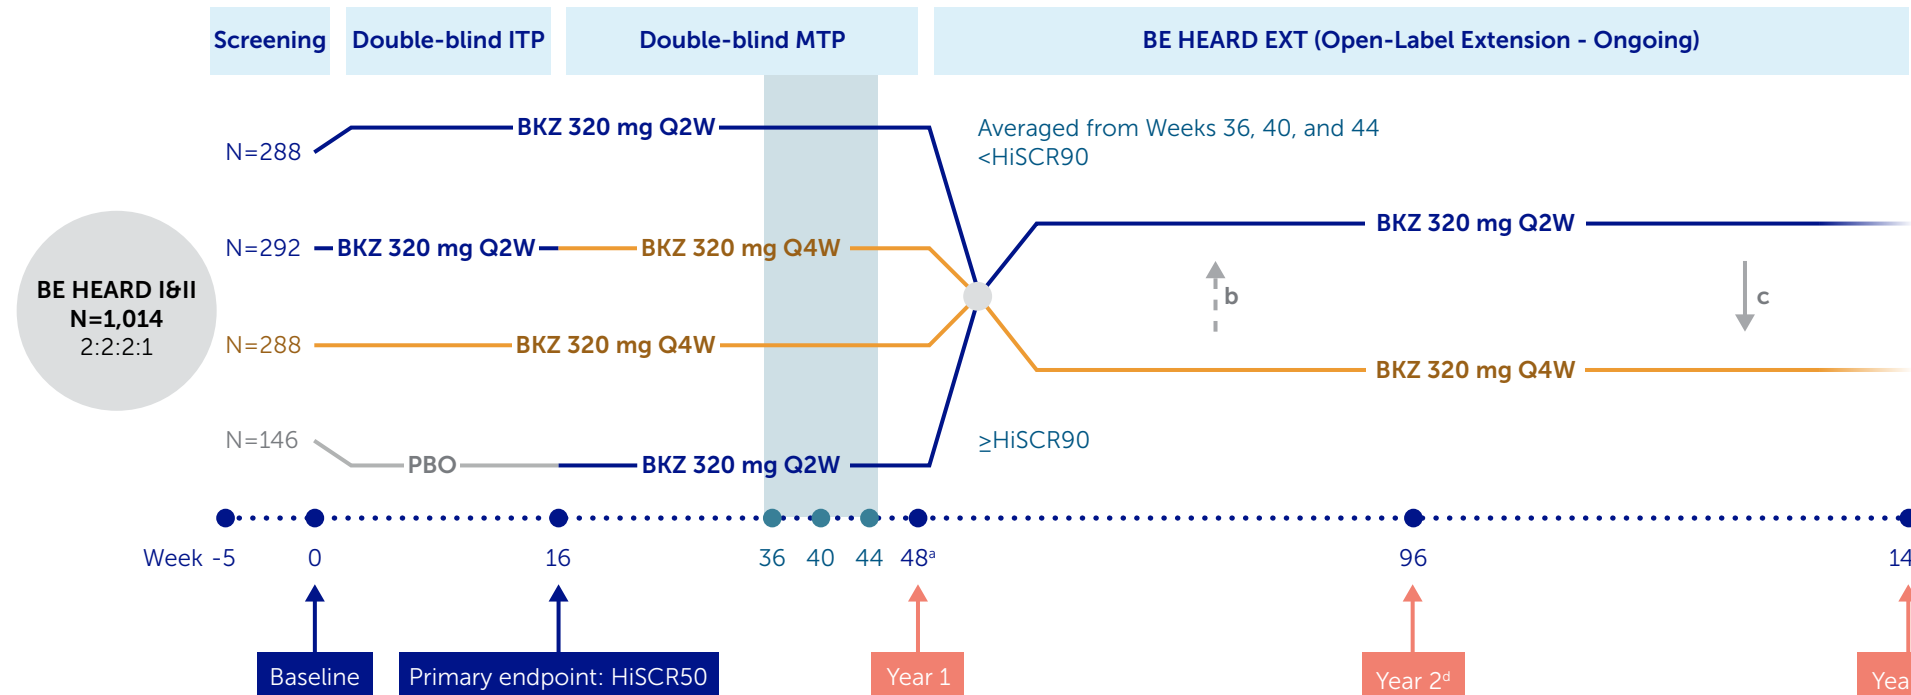 Screening
Double-blind ITP
Double-blind MTP
BE HEARD EXT (Open-Label Extension - Ongoing)
BE HEARD I&II
N=1,014
2:2:2:1
N=288
BKZ 320 mg Q2W
N=292
BKZ 320 mg Q2W
BKZ 320 mg Q4W
N=288
BKZ 320 mg Q4W
N=146
PBO
BKZ 320 mg Q2W
Averaged from Weeks 36, 40, and 44
<HiSCR90
BKZ 320 mg Q2W
b
c
BKZ 320 mg Q4W
≥HiSCR90
Week -5 0 16 36 40 44 48ᵃ 96 14
Baseline
Primary endpoint: HiSCR50
Year 1
Year 2ᵈ